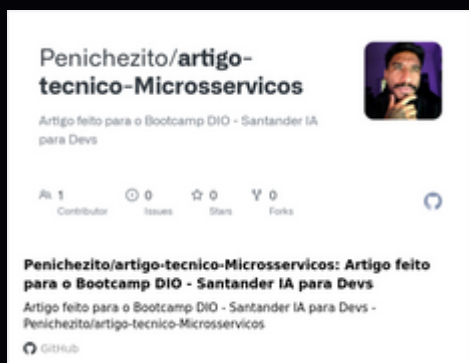 Penichezito/artigo-
tecnico-Microsservicos
Artigo feito para o Bootcamp DIO - Santander IA
para Devs
1
Contributor
0
Issues
0
Stars
0
Forks
Penichezito/artigo-tecnico-Microsservicos: Artigo feito
para o Bootcamp DIO - Santander IA para Devs
Artigo feito para o Bootcamp DIO - Santander IA para Devs -
Penichezito/artigo-tecnico-Microsservicos
GitHub